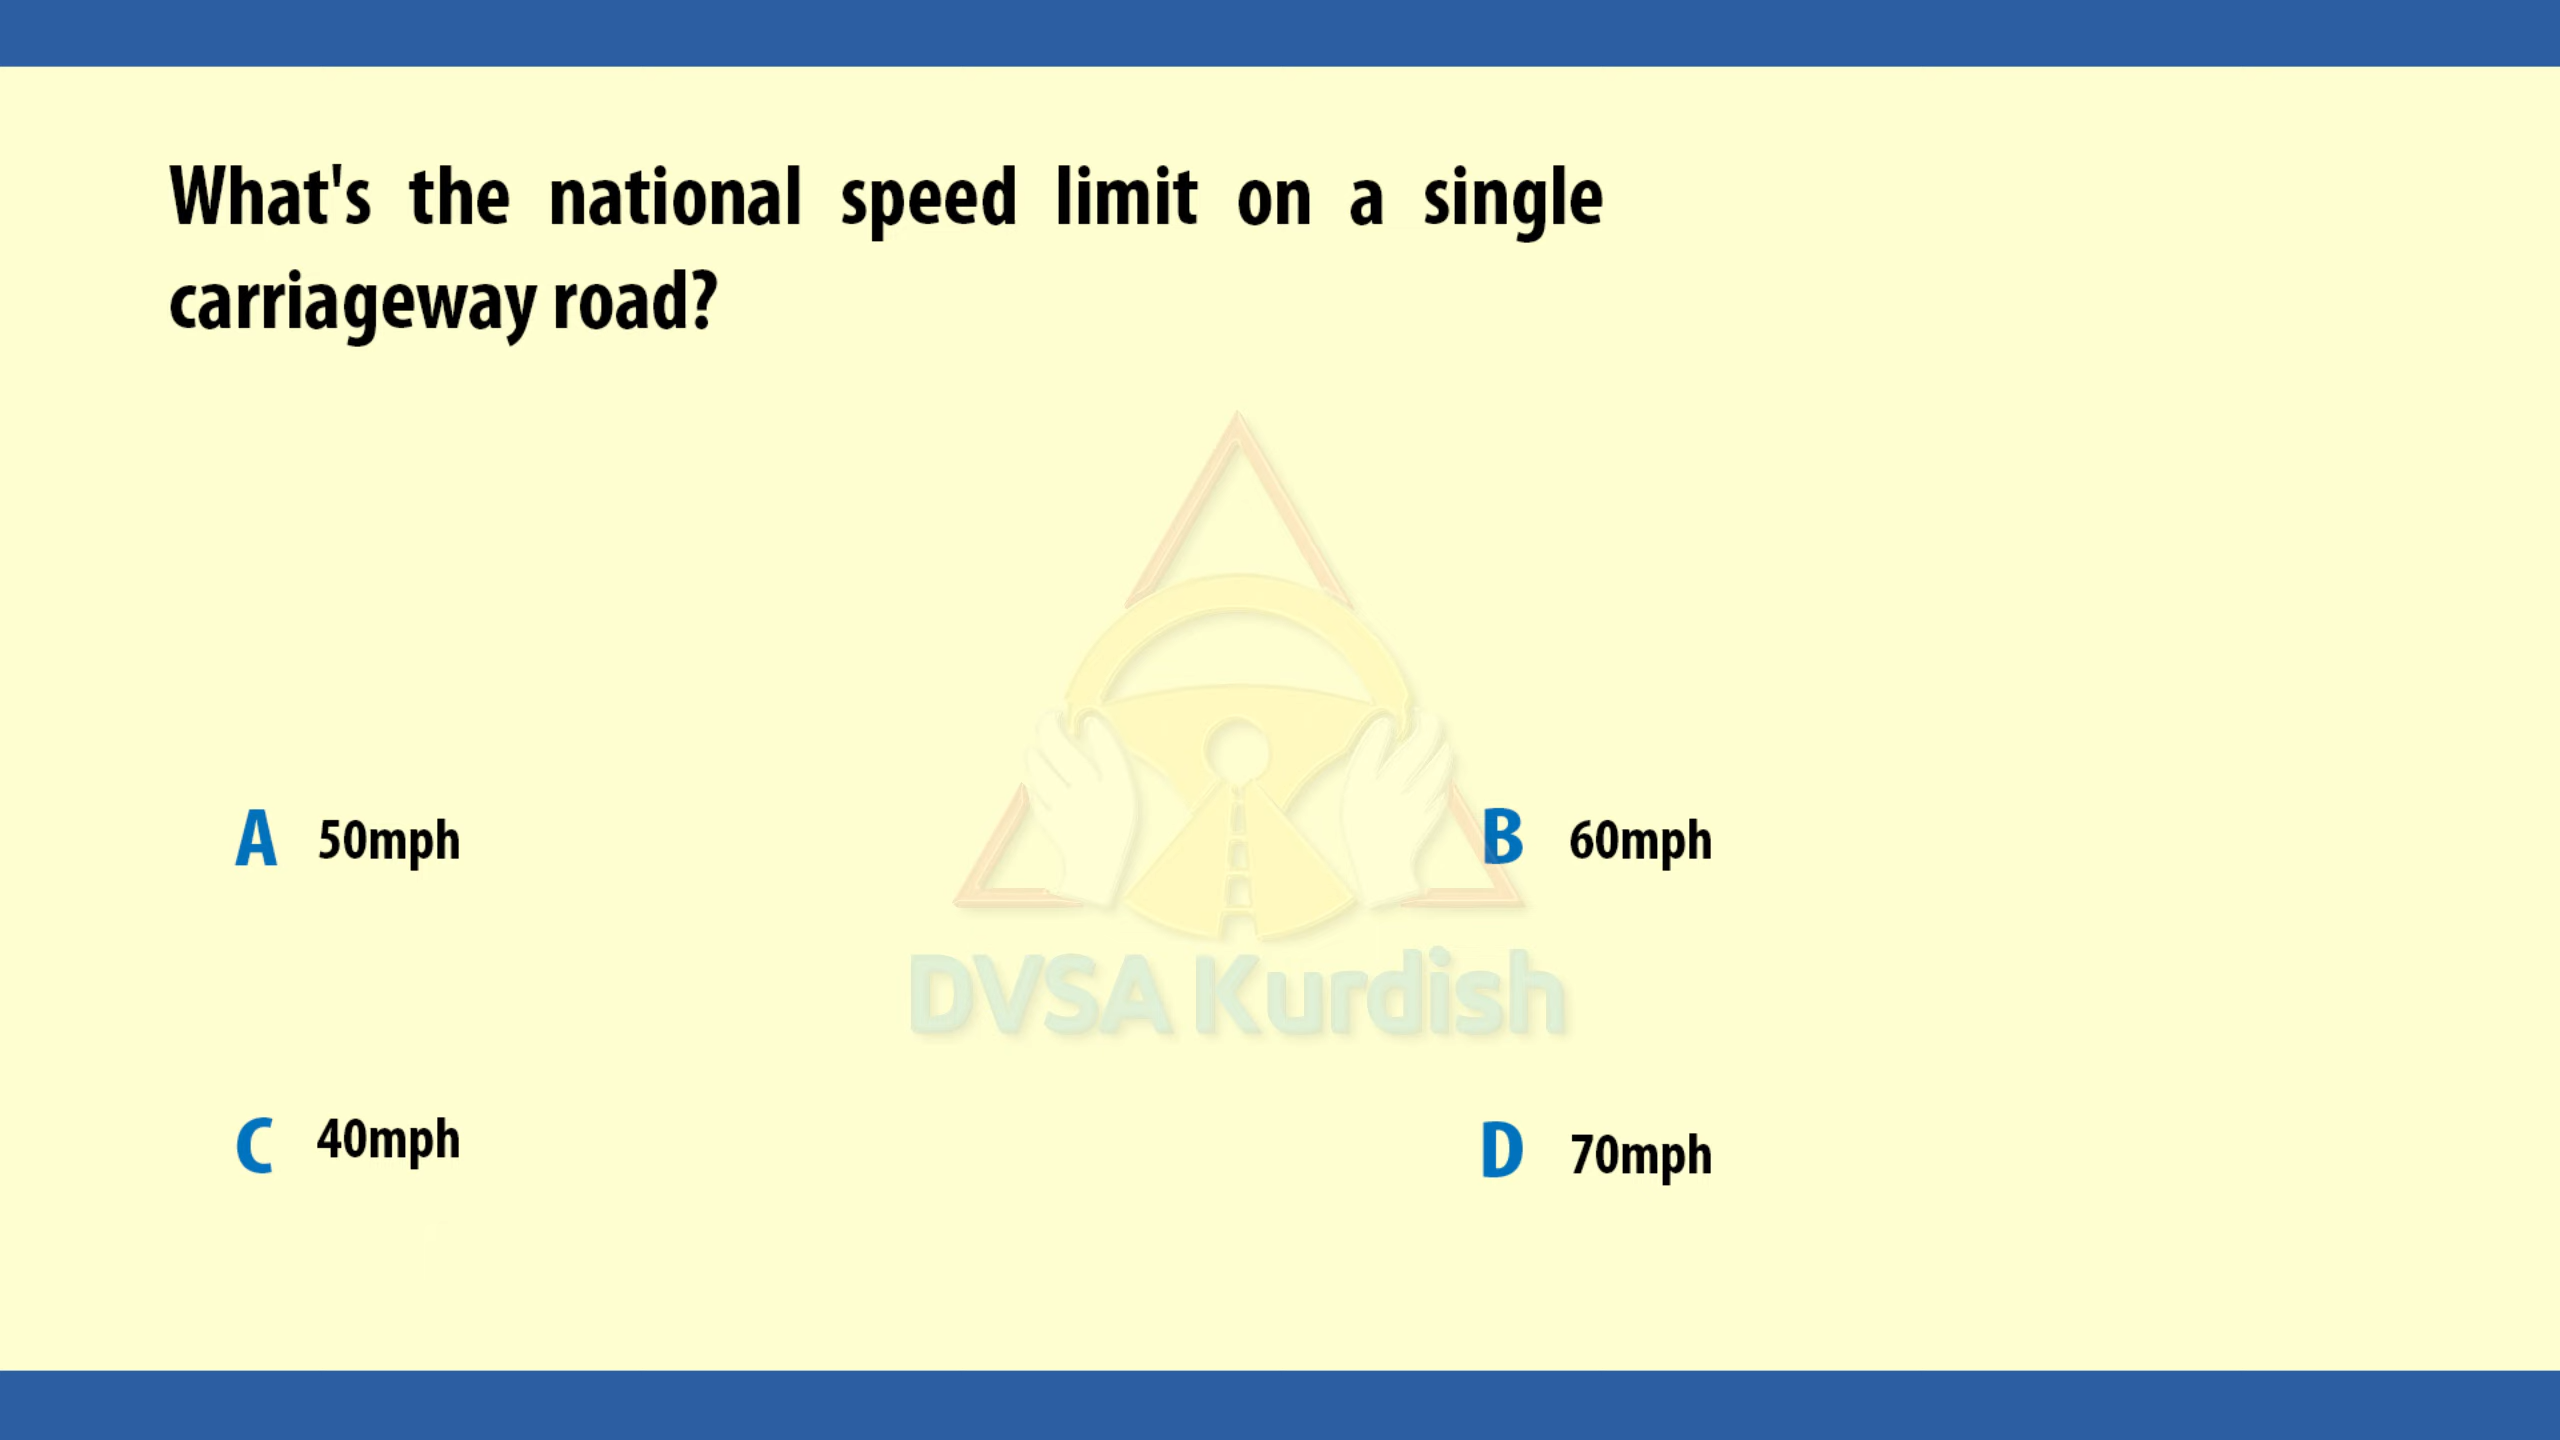 What's the national speed limit on a single
carriageway road?
A 50mph
B 60mph
DVSA Kurdish
C 40mph
D 70mph